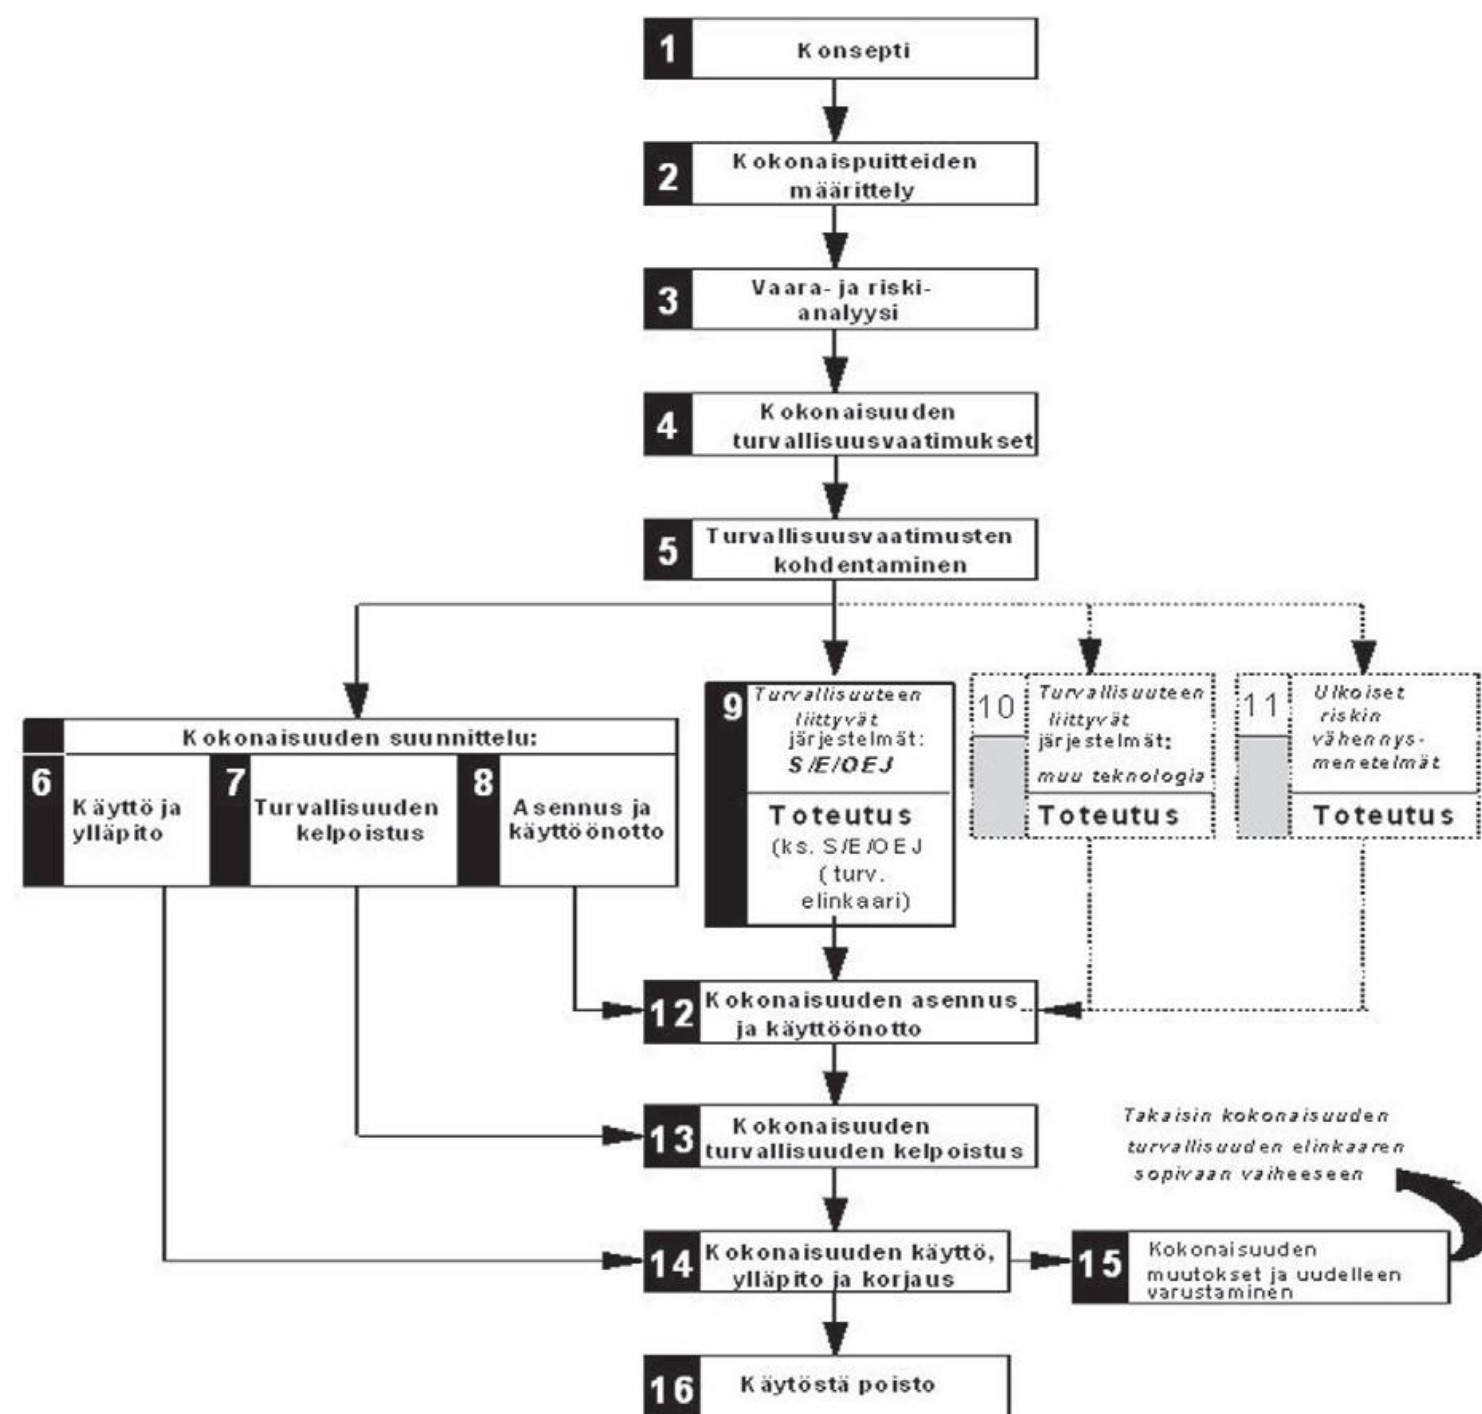 1
Konsepti
2
Kokonaispuitteiden
määrittely
3
Vaara- ja riski-
analyysi
4
Kokonaisuuden
turvallisuusvaatimukset
5
Turvallisuusvaatimusten
kohdentaminen
Kokonaisuuden suunnittelu:
6
Käyttö ja
ylläpito
7
Turvallisuuden
kelpoistus
8
Asennus ja
käyttöönotto
9
Turvallisuuteen
liittyvät
järjestelmät:
S/E/OEJ
Toteutus
(ks. S/E/OEJ
(turv.
elinkaari)
10
Turvallisuuteen
liittyvät
järjestelmät:
muu teknologia
Toteutus
11
Ulkoiset
riskin
vähennys-
menetelmät
Toteutus
12
Kokonaisuuden asennus
ja käyttöönotto
13
Kokonaisuuden
turvallisuuden kelpoistus
Takaisin kokonaisuuden
turvallisuuden elinkaaren
sopivaan vaiheeseen
14
Kokonaisuuden käyttö,
ylläpito ja korjaus
15
Kokonaisuuden
muutokset ja uudelleen
varustaminen
16
Käytöstä poisto